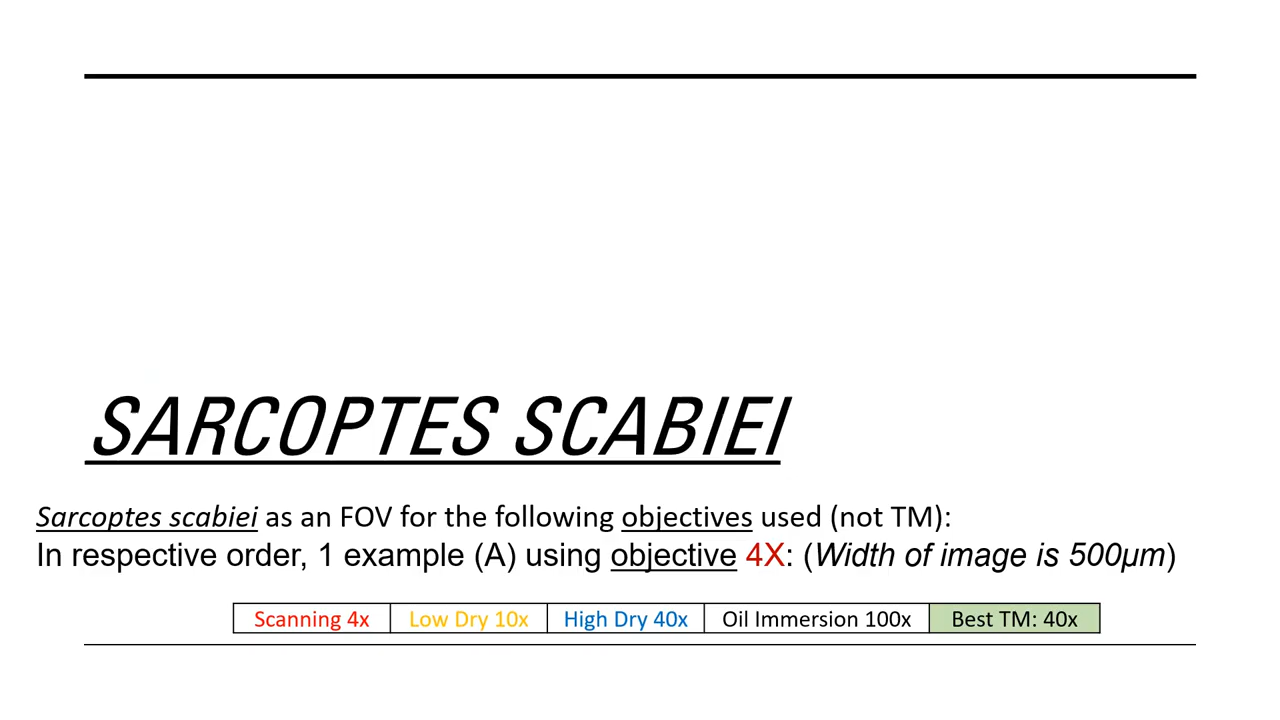 SARCOPTES SCABIEI
Sarcoptes scabiei as an FOV for the following objectives used (not TM):
In respective order, 1 example (A) using objective 4X: (Width of image is 500µm)
Scanning 4x Low Dry 10x High Dry 40x Oil Immersion 100x Best TM: 40x